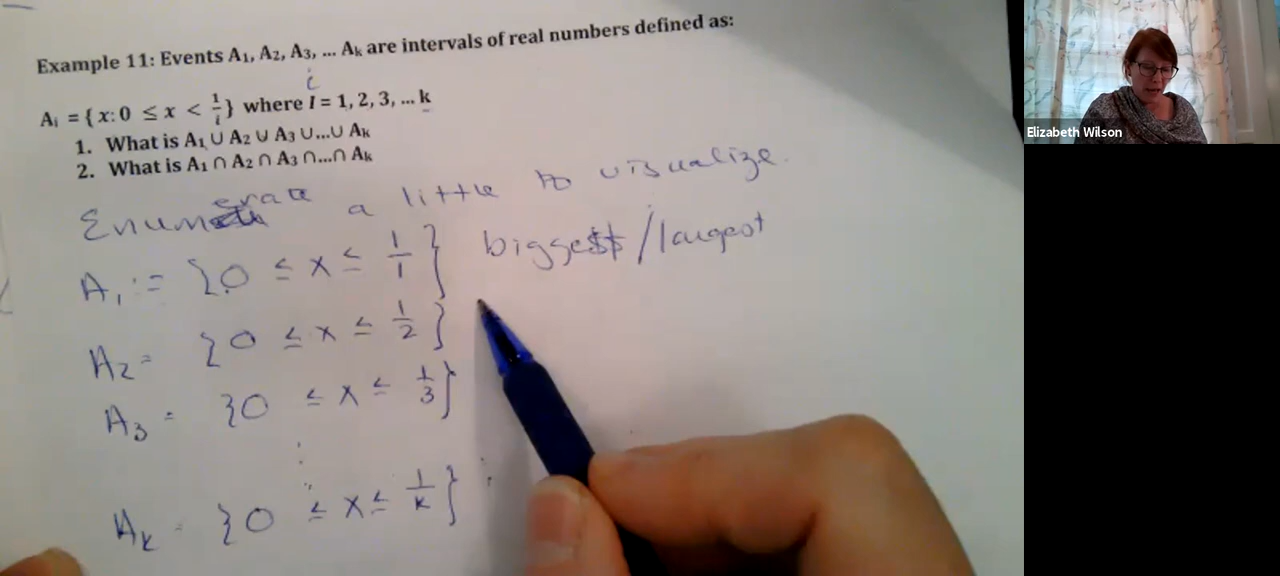 Example 11: Events A₁, A₂, A₃, ... Aₖ are intervals of real numbers defined as:
i
Aᵢ = { x: 0 ≤ x < 1/i } where I = 1, 2, 3, ... k
1. What is A₁ ∪ A₂ ∪ A₃ ∪...∪ Aₖ
2. What is A₁ ∩ A₂ ∩ A₃ ∩...∩ Aₖ
Enumerate a little to visualize.
A₁ := {0 ≤ x ≤ 1/1} biggest/largest
A₂ = {0 ≤ x ≤ 1/2}
A₃ = {0 ≤ x ≤ 1/3}
⋮
Aₖ = {0 ≤ x ≤ 1/k}
Elizabeth Wilson